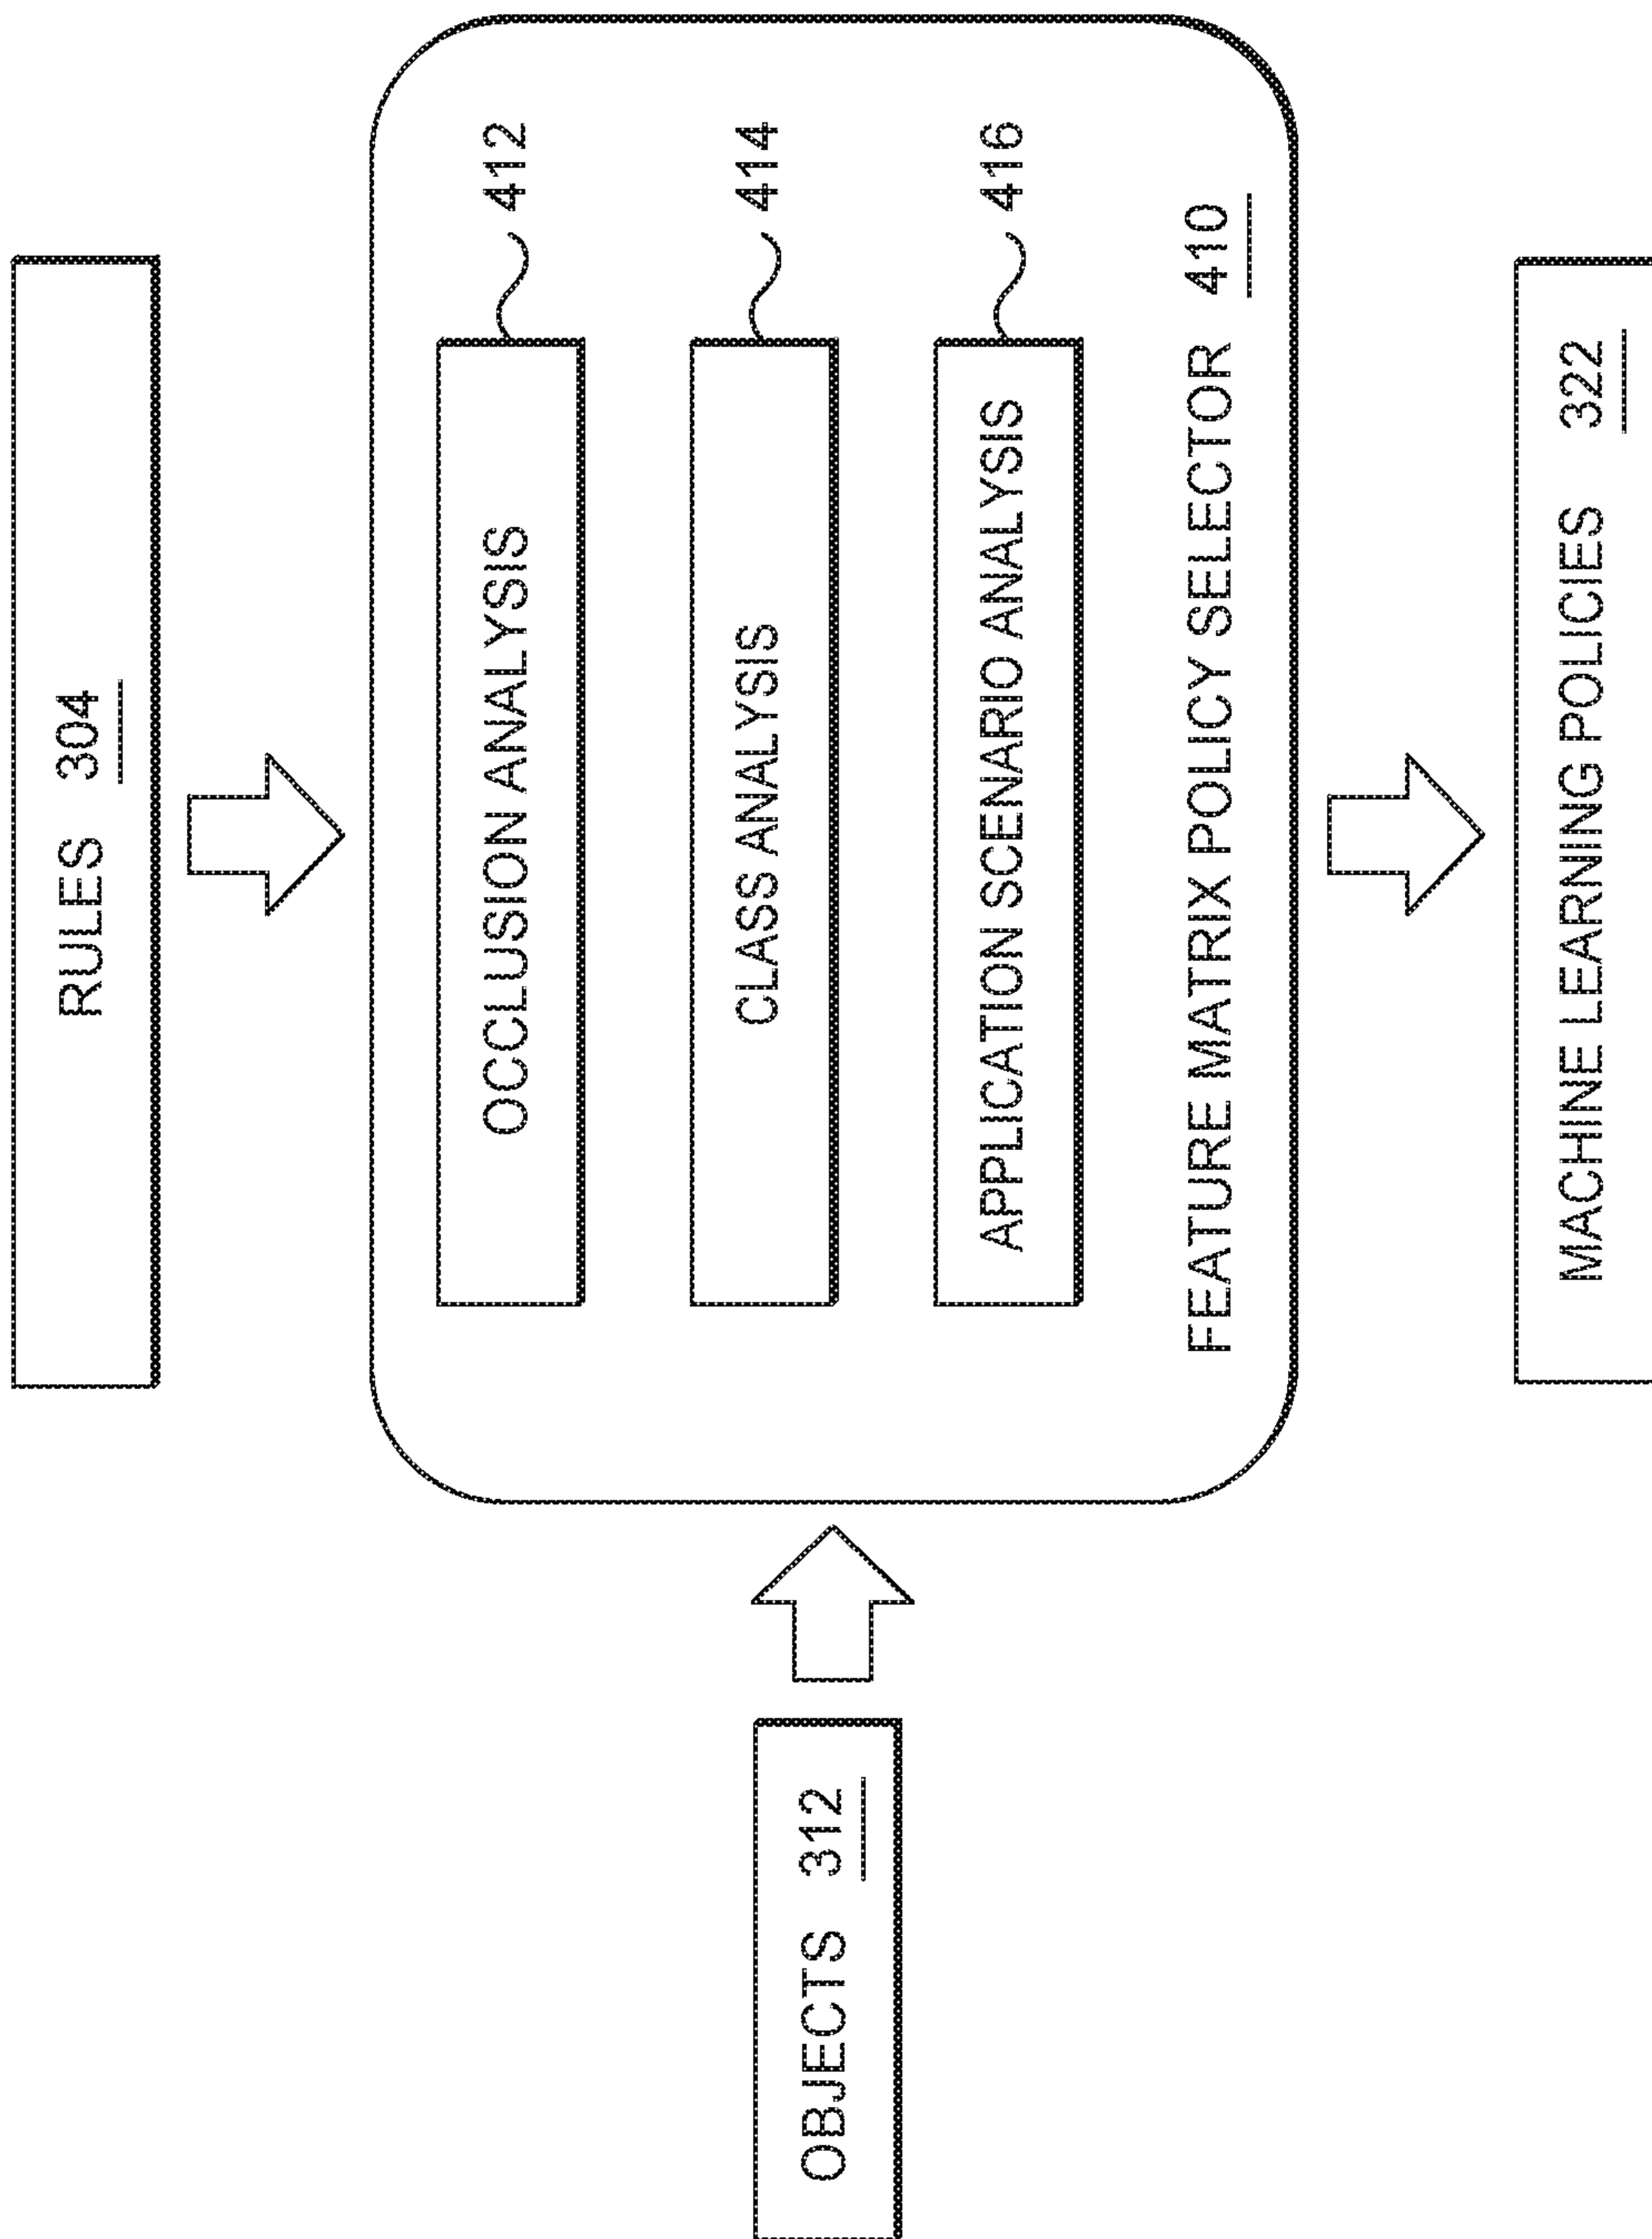 RULES 304
OCCLUSION ANALYSIS 412
CLASS ANALYSIS 414
OBJECTS 312
APPLICATION SCENARIO ANALYSIS 416
FEATURE MATRIX POLICY SELECTOR 410
MACHINE LEARNING POLICIES 322